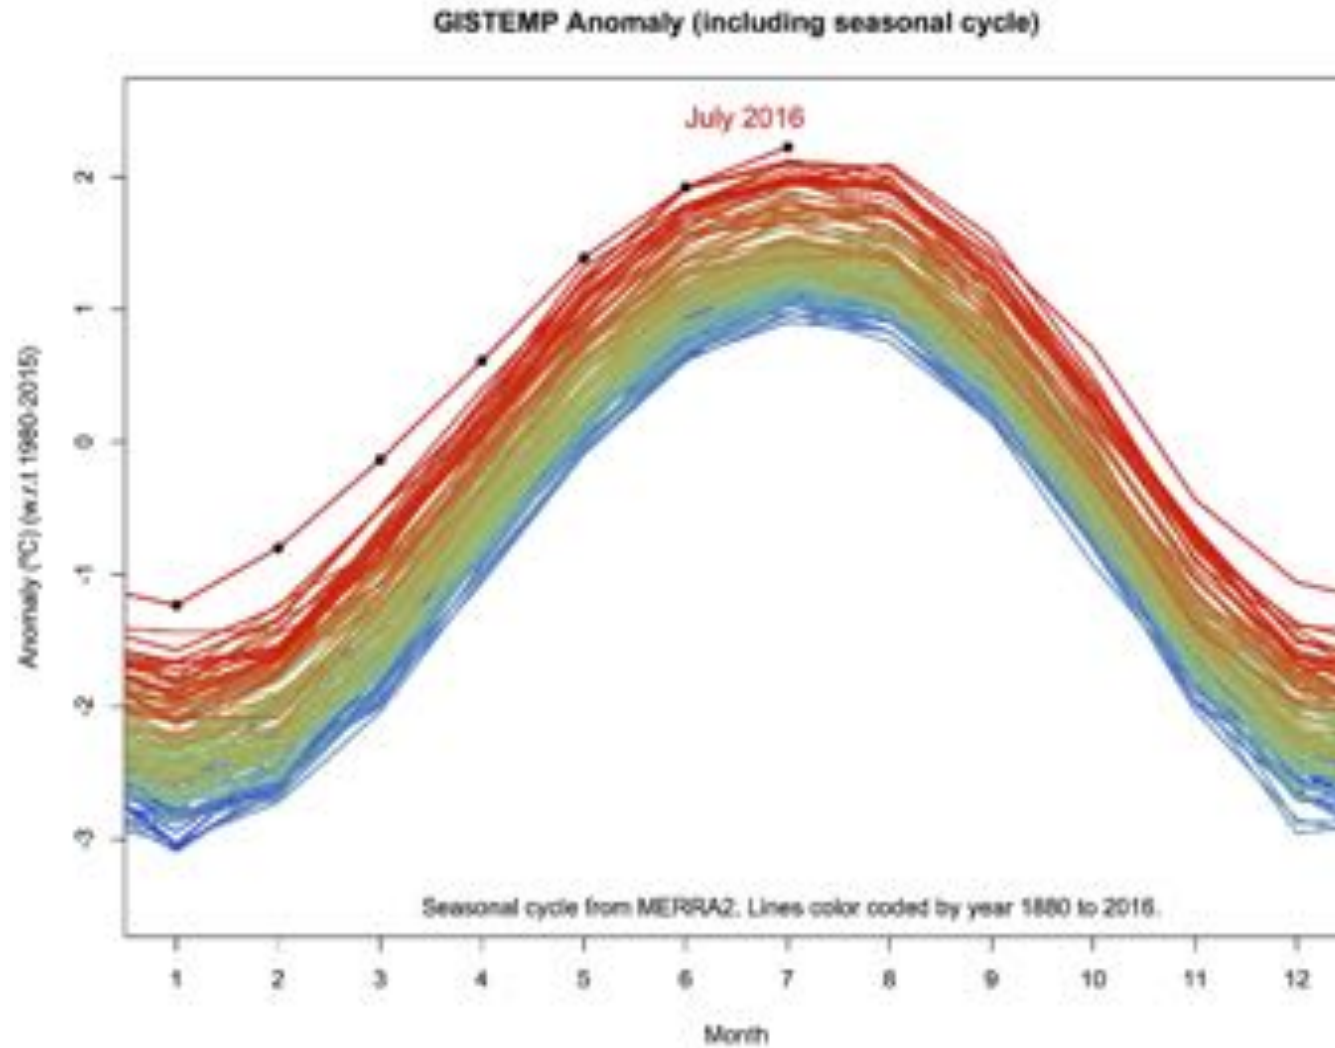 GISTEMP Anomaly (including seasonal cycle)
July 2016
2
1
0
-1
-2
-3
Anomaly (ºC) (w.r.t 1980-2015)
Seasonal cycle from MERRA2. Lines color coded by year 1880 to 2016.
1 2 3 4 5 6 7 8 9 10 11 12
Month